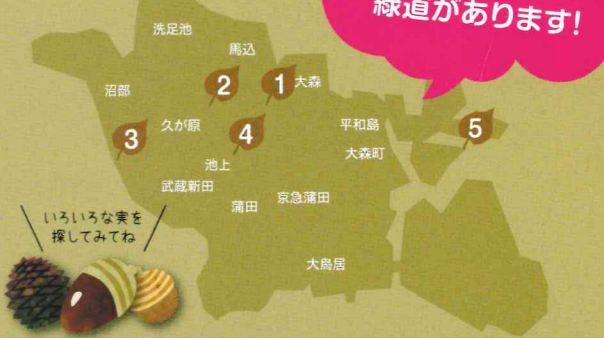 緑道があります!
洗足池
馬込
2
1
大森
沼部
3
久が原
4
平和島
5
大森町
池上
武蔵新田
蒲田
京急蒲田
いろいろな実を
探してみてね
大鳥居